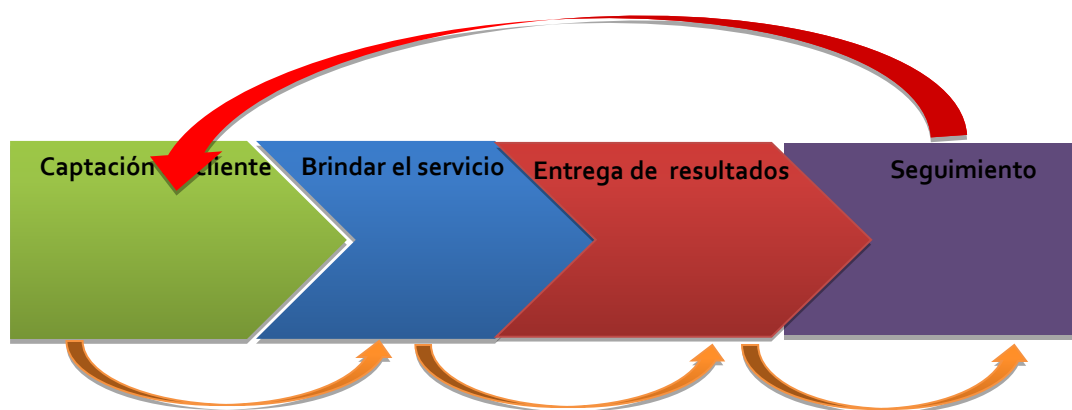 Captación cliente
Brindar el servicio
Entrega de resultados
Seguimiento